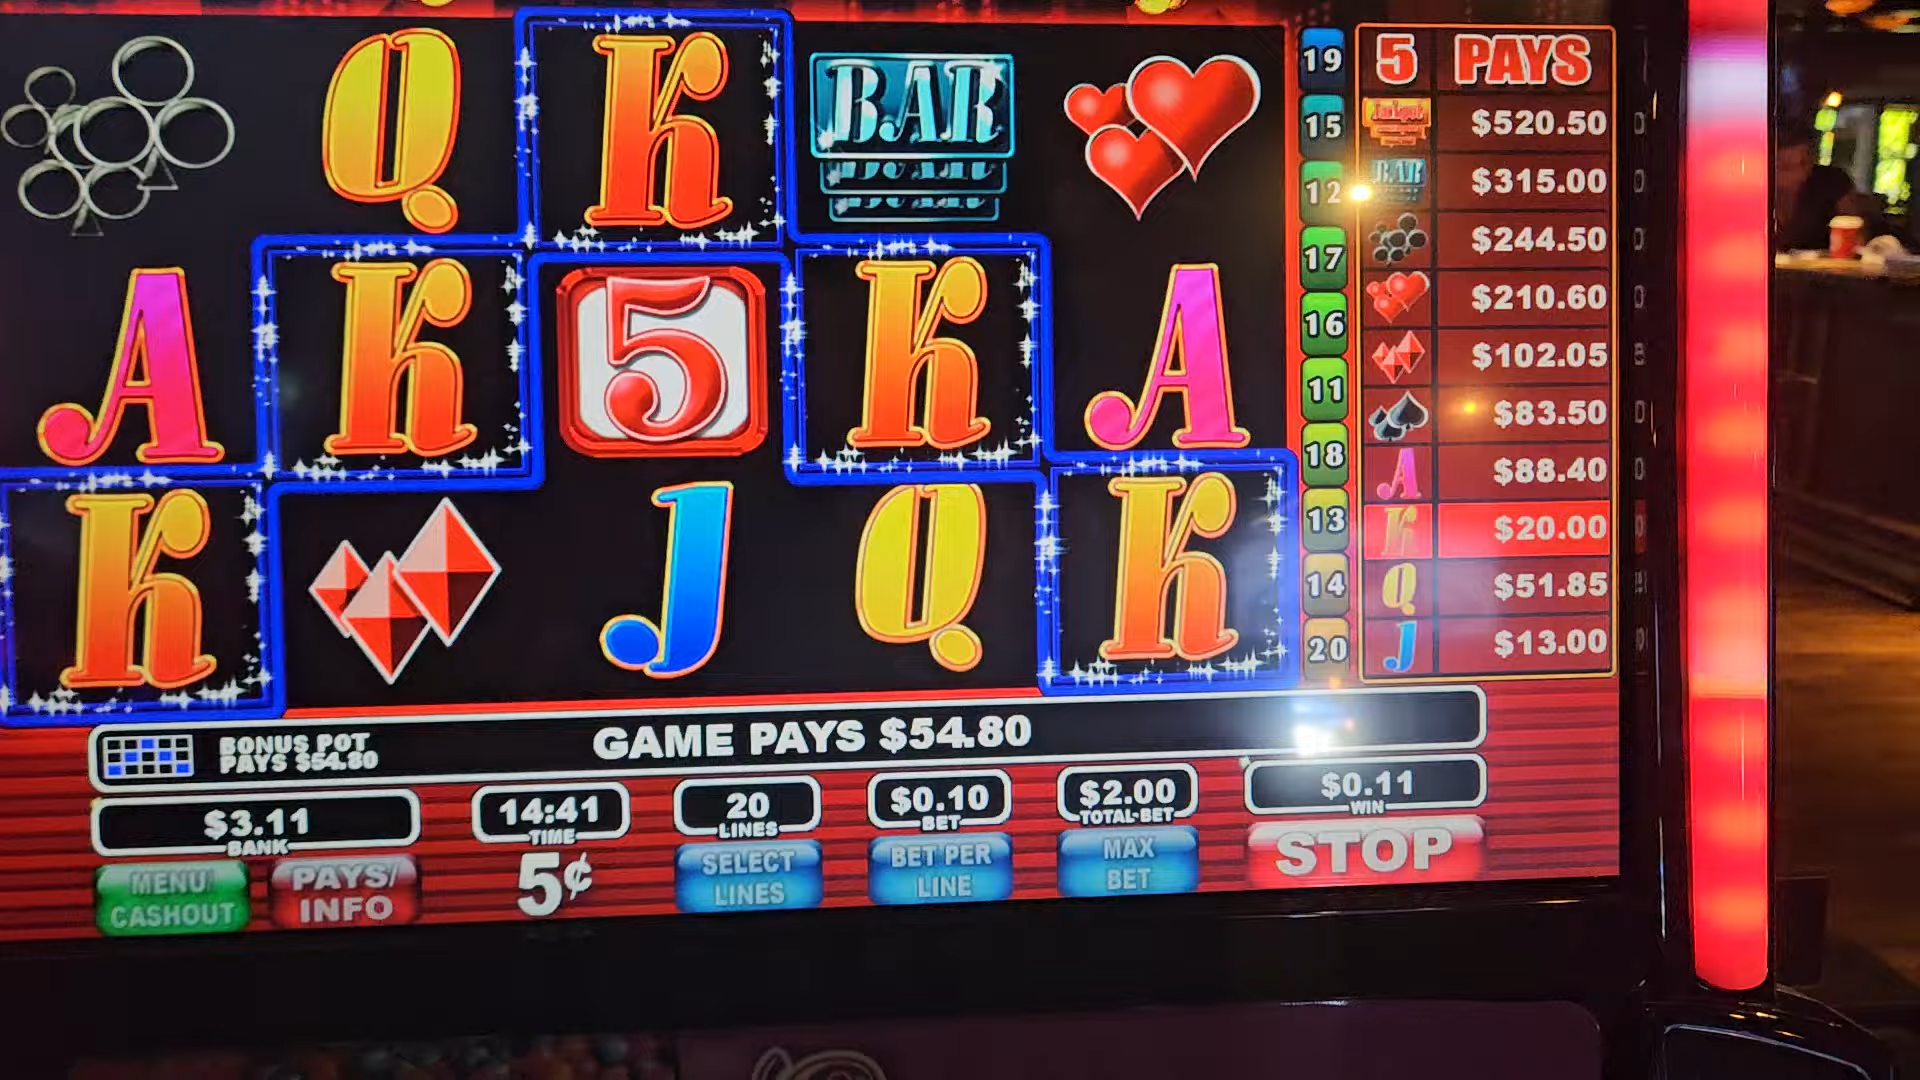 Q K BAR
A K 5 K A
K J Q K
19
15
12
17
16
11
18
13
14
20
5 PAYS
Jackpot $520.50
BAR $315.00
$244.50
$210.60
$102.05
$83.50
A $88.40
K $20.00
Q $51.85
J $13.00
BONUS POT
PAYS $54.80
GAME PAYS $54.80
$3.11
BANK
14:41
TIME
20
LINES
$0.10
BET
$2.00
TOTAL BET
$0.11
WIN
MENU/
CASHOUT
PAYS/
INFO
5¢
SELECT
LINES
BET PER
LINE
MAX
BET
STOP